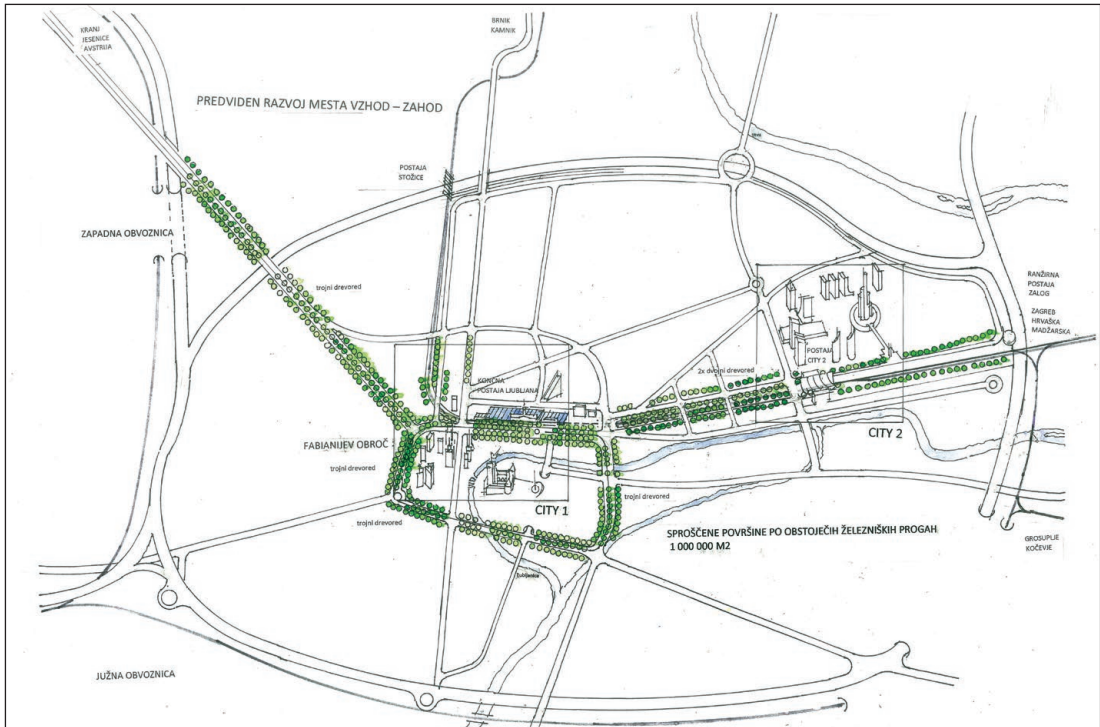 KRANJ
JESENICE
AVSTRIJA
BRNIK
KAMNIK
PREDVIDEN RAZVOJ MESTA VZHOD – ZAHOD
POSTAJA
STOŽICE
ZAPADNA OBVOZNICA
trojni drevored
RANŽIRNA
POSTAJA
ZALOG
ZAGREB
HRVAŠKA
MADŽARSKA
POSTAJA
CITY 2
2x dvojni drevored
KONČNA
POSTAJA LJUBLJANA
CITY 2
FABIANIJEV OBROČ
trojni drevored
trojni drevored
CITY 1
trojni drevored
SPROŠČENE POVRŠINE PO OBSTOJEČIH ŽELEZNIŠKIH PROGAH
1 000 000 M2
GROSUPLJE
KOČEVJE
ljubljanica
JUŽNA OBVOZNICA